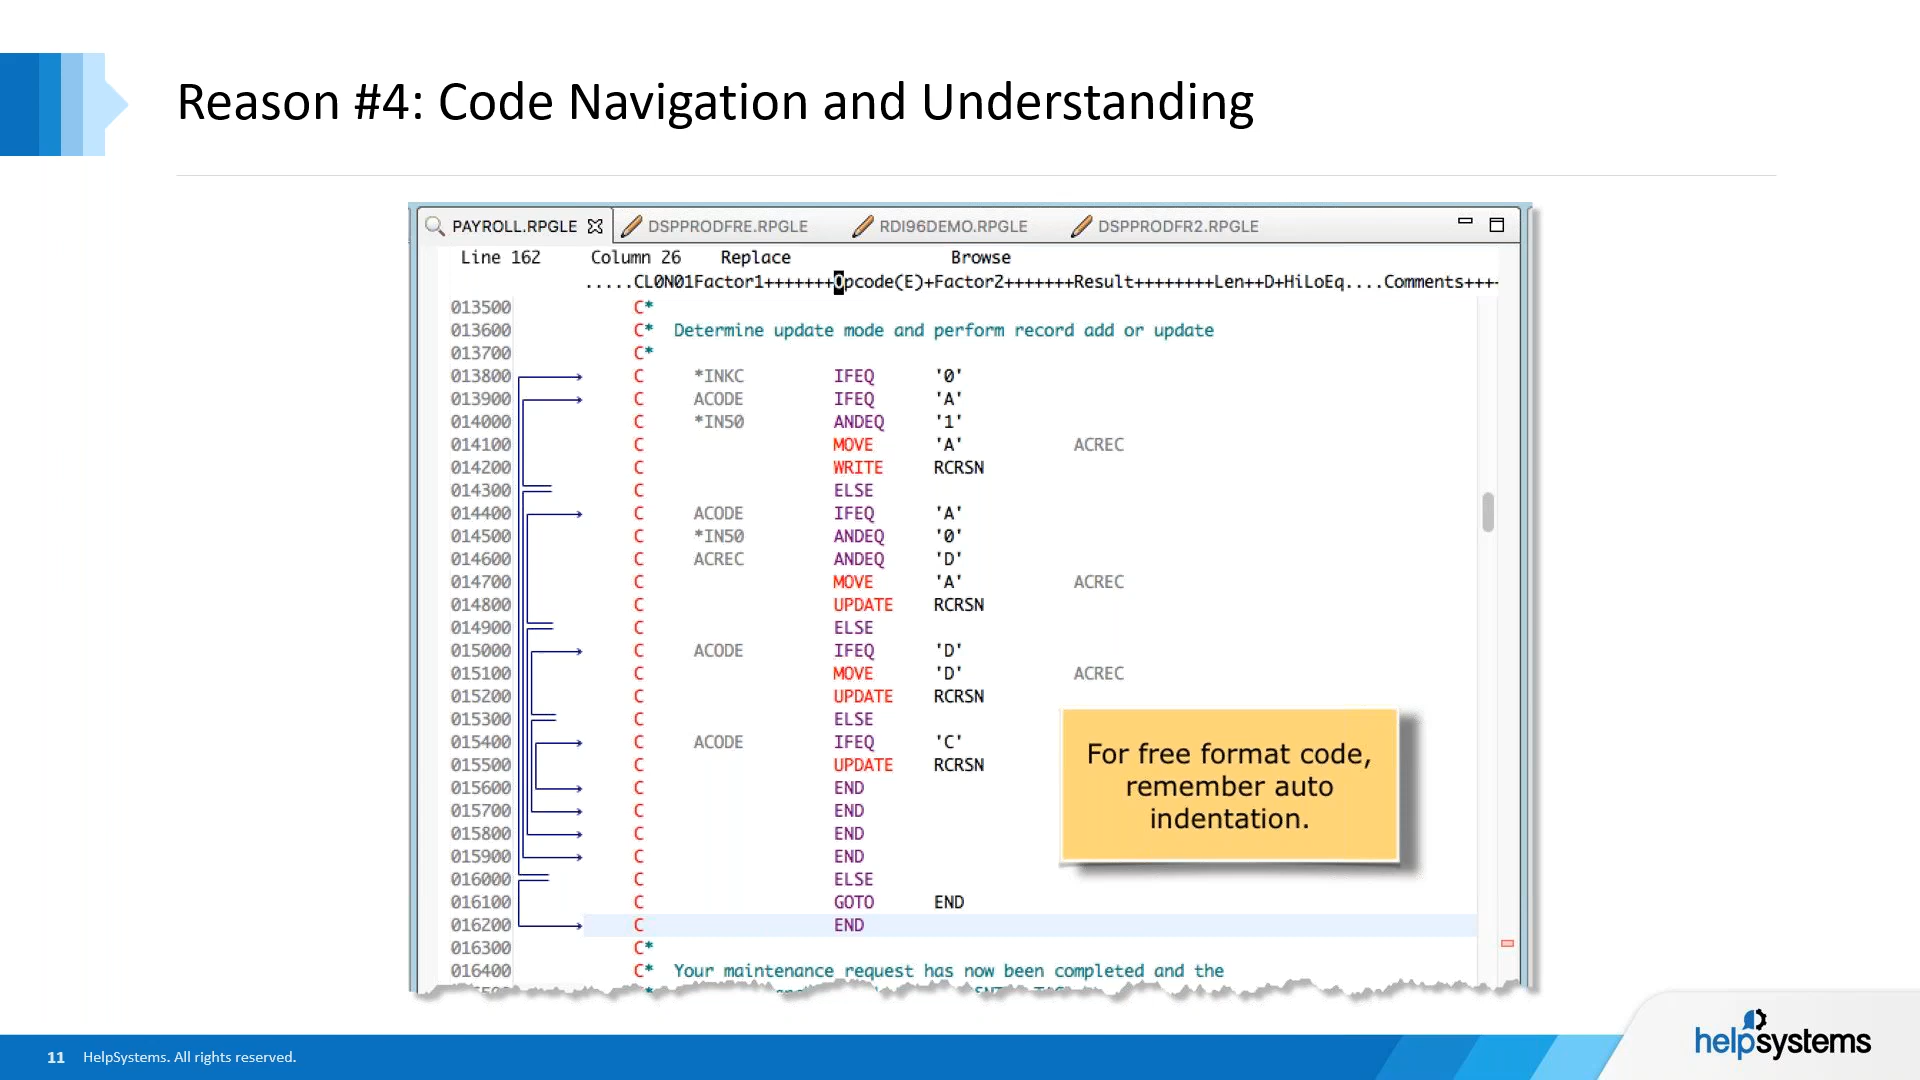 Reason #4: Code Navigation and Understanding
PAYROLL.RPGLE DSPPRODFRE.RPGLE RDI96DEMO.RPGLE DSPPRODFR2.RPGLE
Line 162 Column 26 Replace Browse
.....CL0N01Factor1+++++++Opcode(E)+Factor2+++++++Result++++++++Len++D+HiLoEq....Comments++++
013500 C*
013600 C* Determine update mode and perform record add or update
013700 C*
013800 C *INKC IFEQ '0'
013900 C ACODE IFEQ 'A'
014000 C *IN50 ANDEQ '1'
014100 C MOVE 'A' ACREC
014200 C WRITE RCRSN
014300 C ELSE
014400 C ACODE IFEQ 'A'
014500 C *IN50 ANDEQ '0'
014600 C ACREC ANDEQ 'D'
014700 C MOVE 'A' ACREC
014800 C UPDATE RCRSN
014900 C ELSE
015000 C ACODE IFEQ 'D'
015100 C MOVE 'D' ACREC
015200 C UPDATE RCRSN
015300 C ELSE
015400 C ACODE IFEQ 'C'
015500 C UPDATE RCRSN
015600 C END
015700 C END
015800 C END
015900 C END
016000 C ELSE
016100 C GOTO END
016200 C END
016300 C*
016400 C* Your maintenance request has now been completed and the
For free format code,
remember auto
indentation.
11 HelpSystems. All rights reserved.
helpsystems